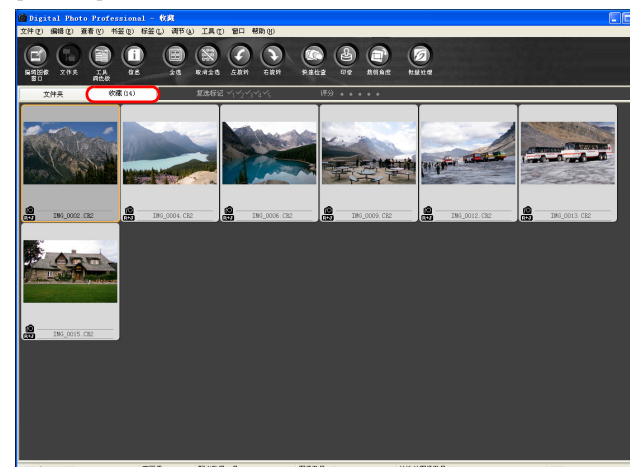 Digital Photo Professional - 收藏
文件(F) 编辑(E) 查看(V) 书签(B) 标签(L) 调节(A) 工具(T) 窗口 帮助(H)
编辑图像窗口 文件夹 工具调色板 信息 全选 取消全选 左旋转 右旋转 快速检查 印章 裁剪角度 批量处理
文件夹 收藏(14) 复选标记 评分
IMG_0002.CR2 IMG_0004.CR2 IMG_0006.CR2 IMG_0009.CR2 IMG_0012.CR2 IMG_0013.CR2
IMG_0015.CR2